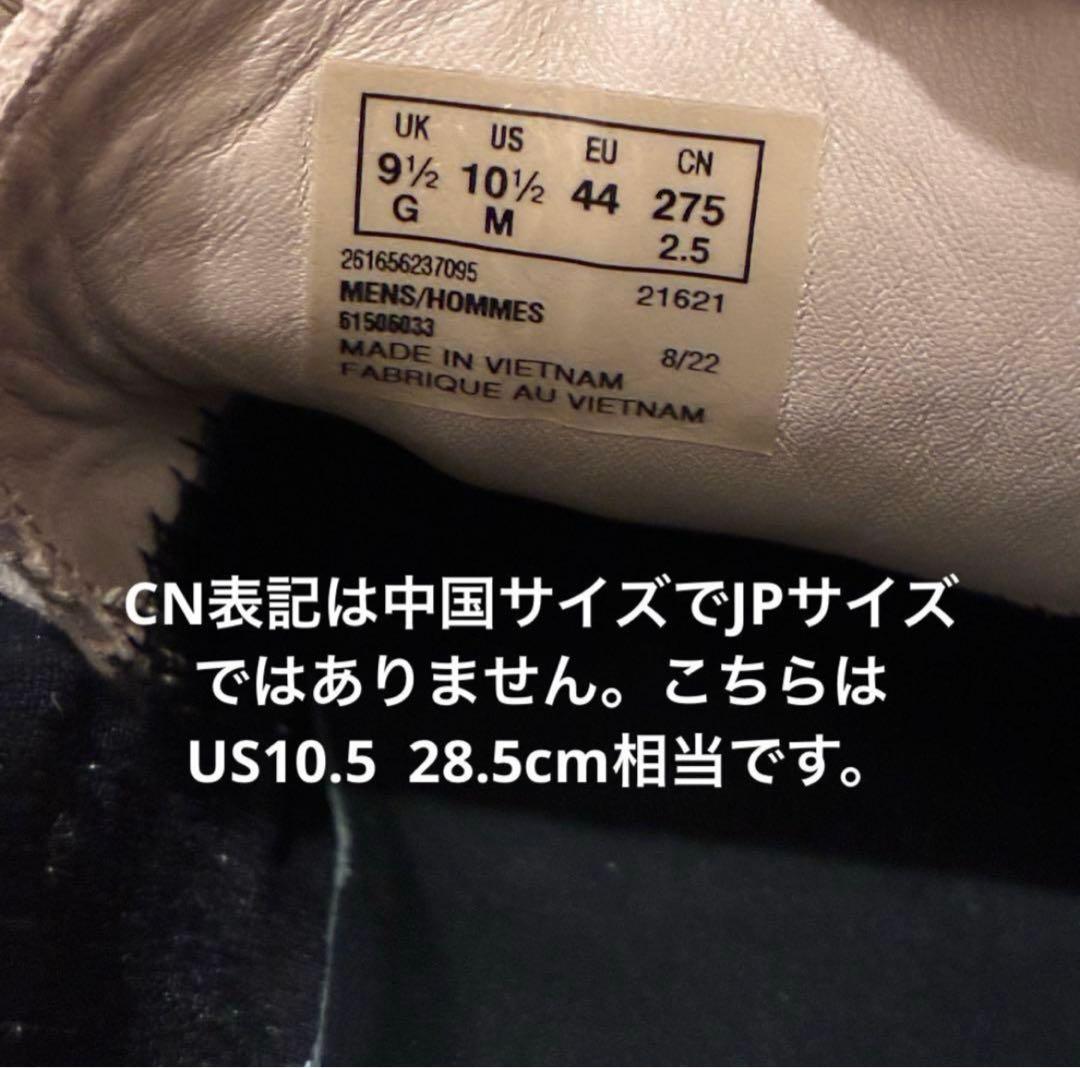 UK US EU CN
9½ 10½ 44 275
G M 2.5
261656237095 21621
MENS/HOMMES
61506033 8/22
MADE IN VIETNAM
FABRIQUE AU VIETNAM
CN表記は中国サイズでJPサイズ
ではありません。こちらは
US10.5 28.5cm相当です。